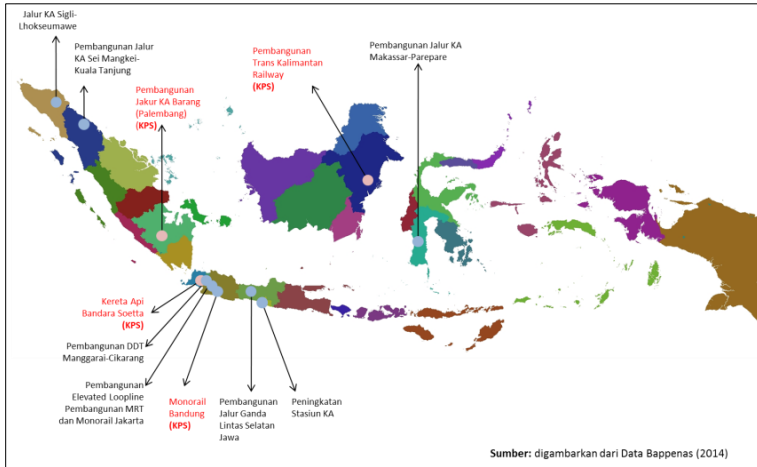 Jalur KA Sigli-
Lhokseumawe
Pembangunan Jalur
KA Sei Mangkei-
Kuala Tanjung
Pembangunan
Jakur KA Barang
(Palembang)
(KPS)
Pembangunan
Trans Kalimantan
Railway
(KPS)
Pembangunan Jalur KA
Makassar-Parepare
Kereta Api
Bandara Soetta
(KPS)
Pembangunan DDT
Manggarai-Cikarang
Pembangunan
Elevated Loopline
Pembangunan MRT
dan Monorail Jakarta
Monorail
Bandung
(KPS)
Pembangunan
Jalur Ganda
Lintas Selatan
Jawa
Peningkatan
Stasiun KA
Sumber: digambarkan dari Data Bappenas (2014)